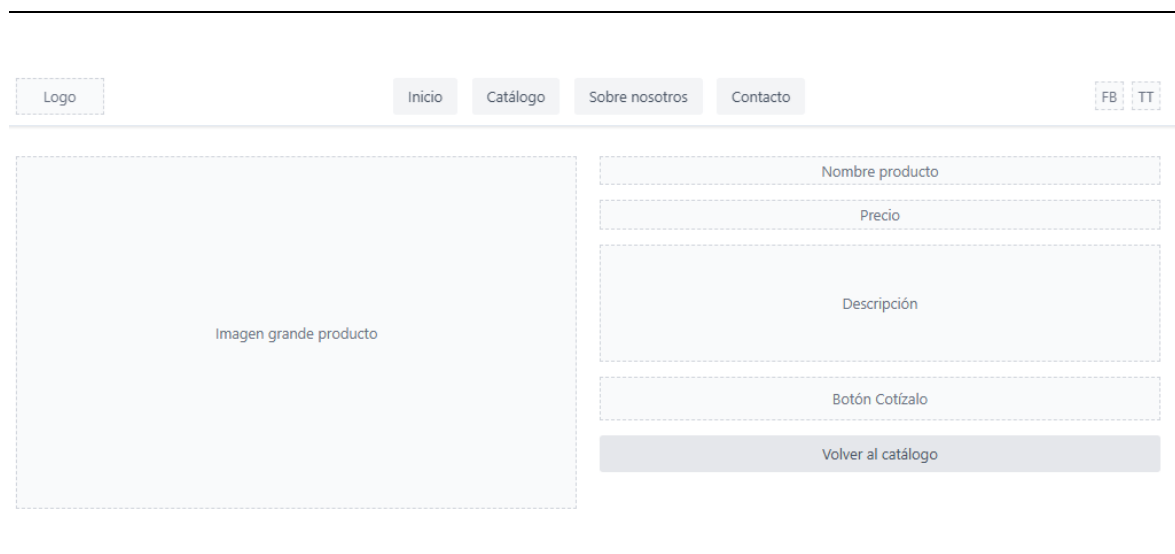 Logo
Inicio
Catálogo
Sobre nosotros
Contacto
FB
TT
Imagen grande producto
Nombre producto
Precio
Descripción
Botón Cotízalo
Volver al catálogo